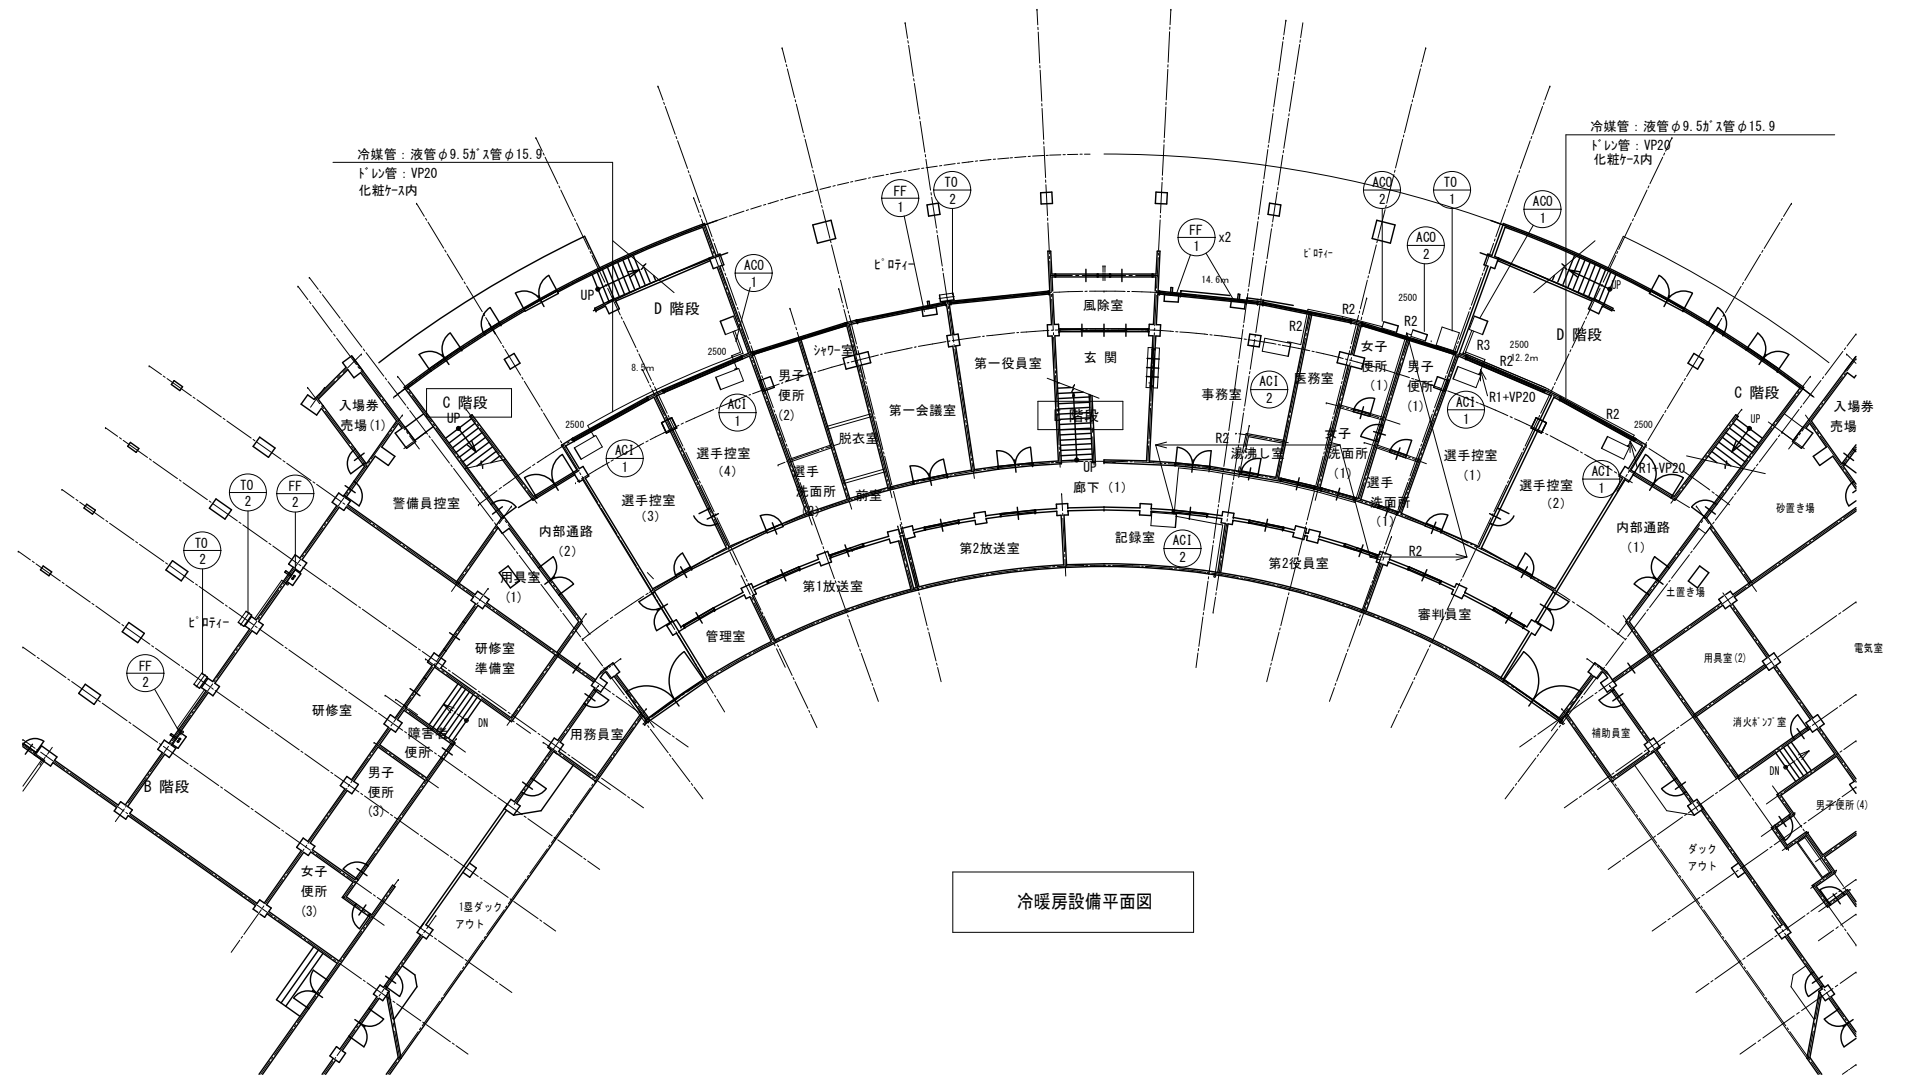 冷媒管：液管φ9.5ｶﾞｽ管φ15.9
ﾄﾞﾚﾝ管：VP20
化粧ｹｰｽ内
冷媒管：液管φ9.5ｶﾞｽ管φ15.9
ﾄﾞﾚﾝ管：VP20
化粧ｹｰｽ内
FF
1
TO
2
ACO
2
TO
1
ACO
1
FF
1
x2
ACO
2
ACO
1
ﾋﾟﾛﾃｨｰ
ﾋﾟﾛﾃｨｰ
14.6m
2500
UP
D 階段
風除室
R2
R2
R2
UP
D 階段
シャワー室
2500
8.5m
男子
便所
(2)
第一役員室
玄 関
女子
便所
(1)
男子
便所
(1)
R3
2500
12.2m
R2
R1+VP20
C 階段
UP
入場券
売場(1)
ACI
1
第一会議室
事務室
ACI
2
医務室
ACI
1
C 階段
UP
入場券
売場
2500
R2
2500
階段
UP
ACI
1
選手控室
(4)
脱衣室
R2
湯沸し室
女子
洗面所
(1)
選手控室
(1)
ACI
1
R1+VP20
選手
洗面所
前室
選手
洗面所
(1)
選手控室
(2)
選手控室
(3)
警備員控室
廊下(1)
砂置き場
TO
2
FF
2
内部通路
(2)
内部通路
(1)
記録室
ACI
2
第2放送室
R2
TO
2
第2役員室
用具室
(1)
第1放送室
土置き場
審判員室
ﾋﾟﾛﾃｨｰ
管理室
研修室
準備室
用具室(2)
電気室
FF
2
研修室
DN
障害者
便所
用務員室
補助員室
消火ﾎﾟﾝﾌﾟ室
DN
B 階段
男子
便所
(3)
男子便所(4)
ダック
アウト
女子
便所
(3)
1塁ダック
アウト
冷暖房設備平面図